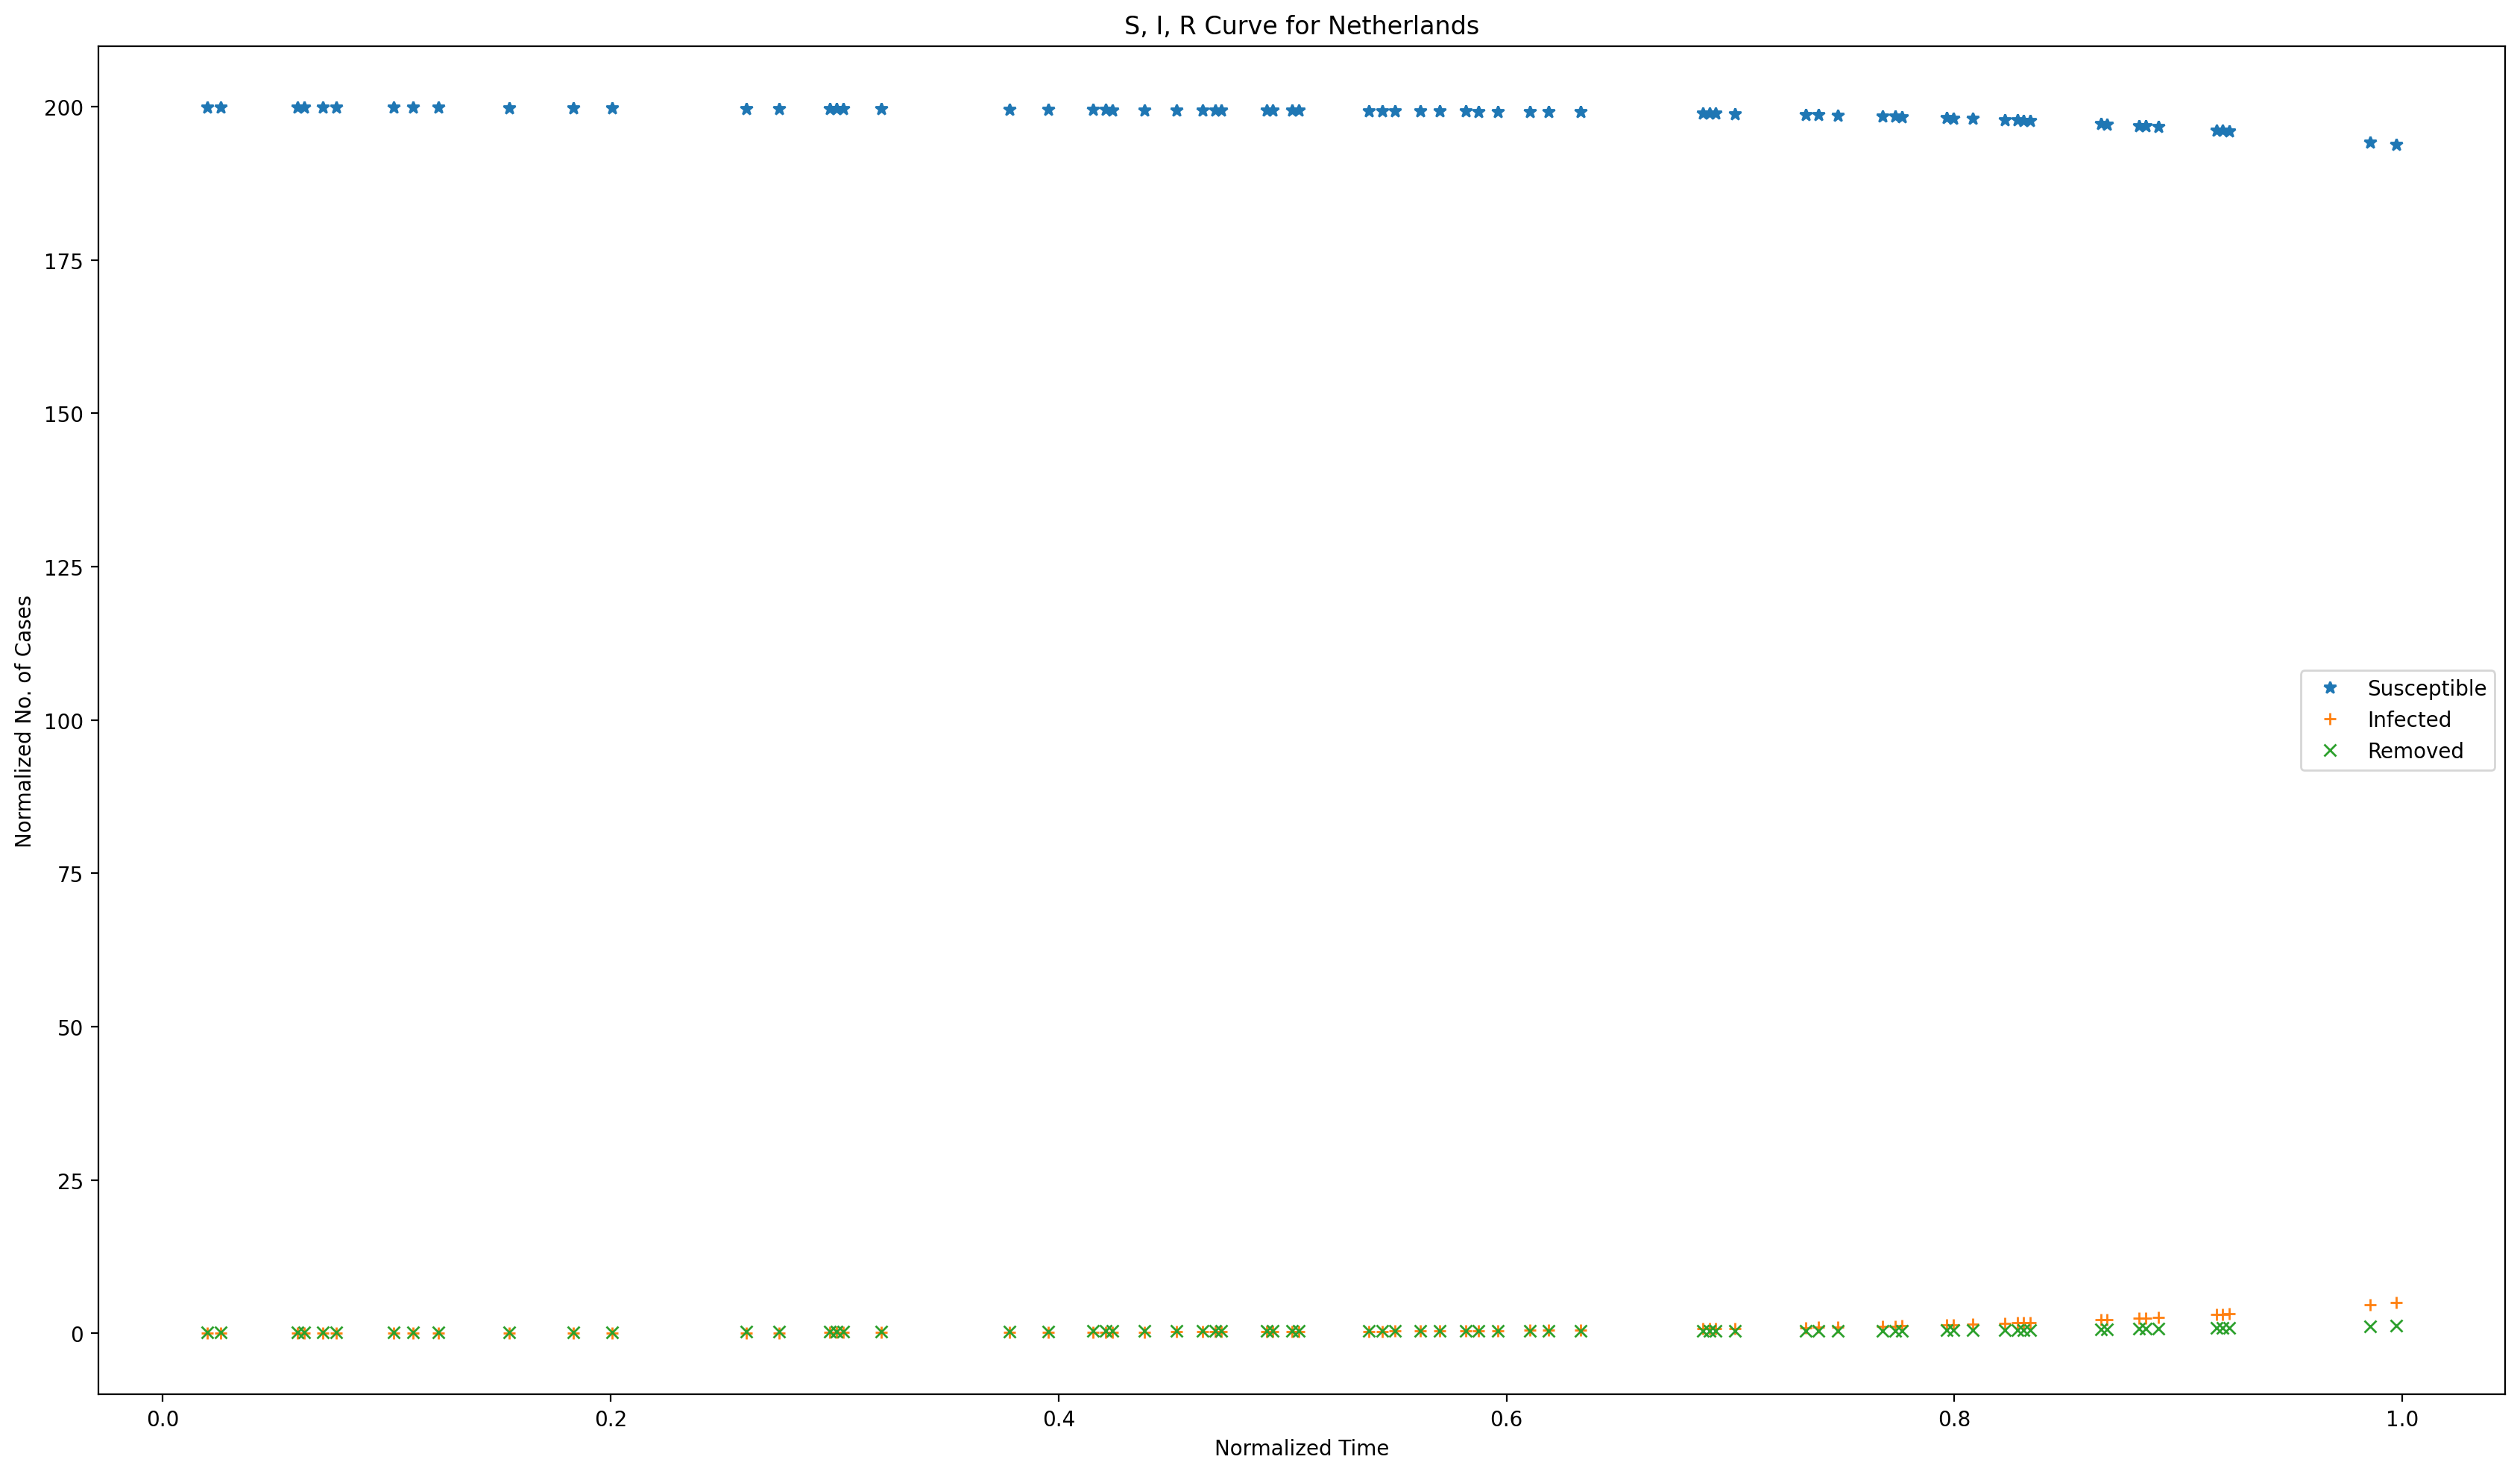 S, I, R Curve for Netherlands
Normalized No. of Cases
200
175
150
125
100
75
50
25
0
Susceptible
Infected
Removed
0.0 0.2 0.4 0.6 0.8 1.0
Normalized Time